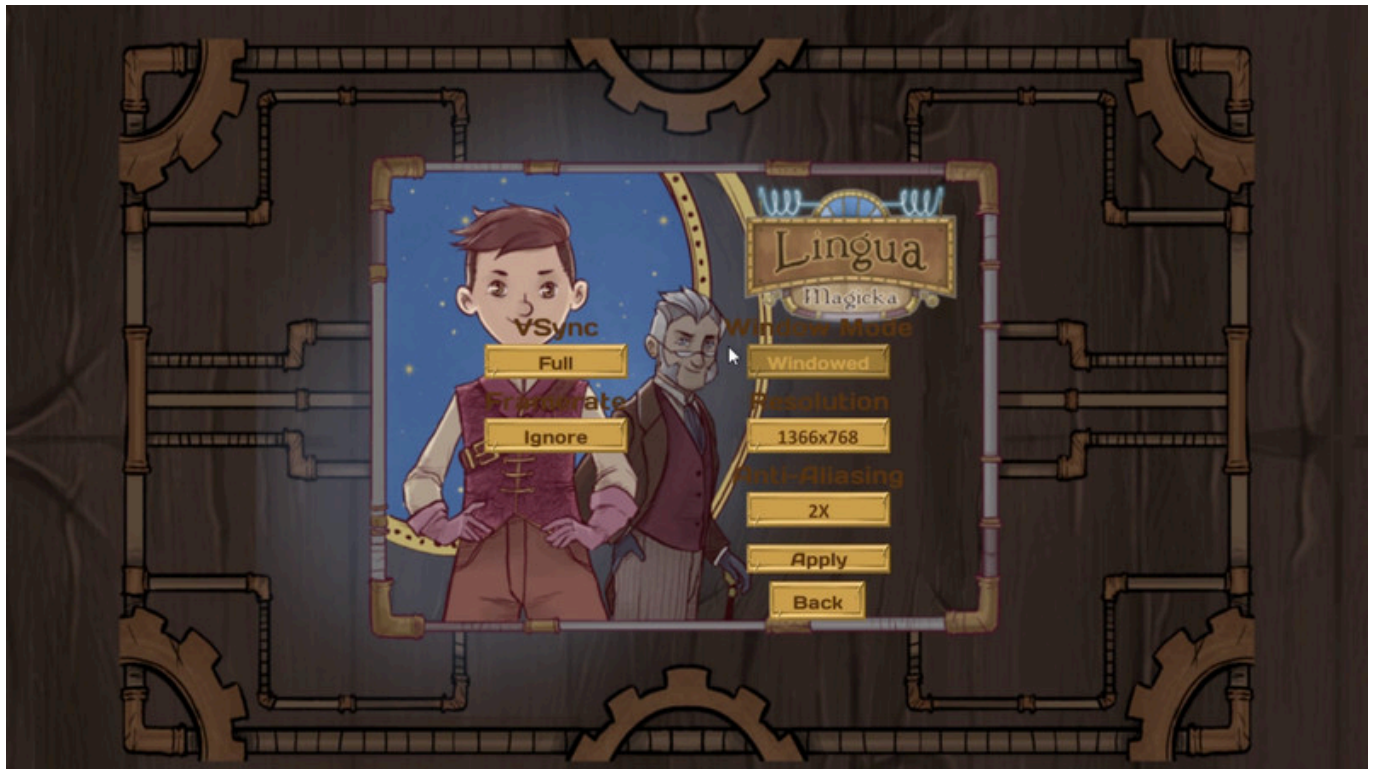 Lingua
Magicka
VSync
Full
Framerate
Ignore
Window Mode
Windowed
Resolution
1366x768
Anti-Aliasing
2X
Apply
Back